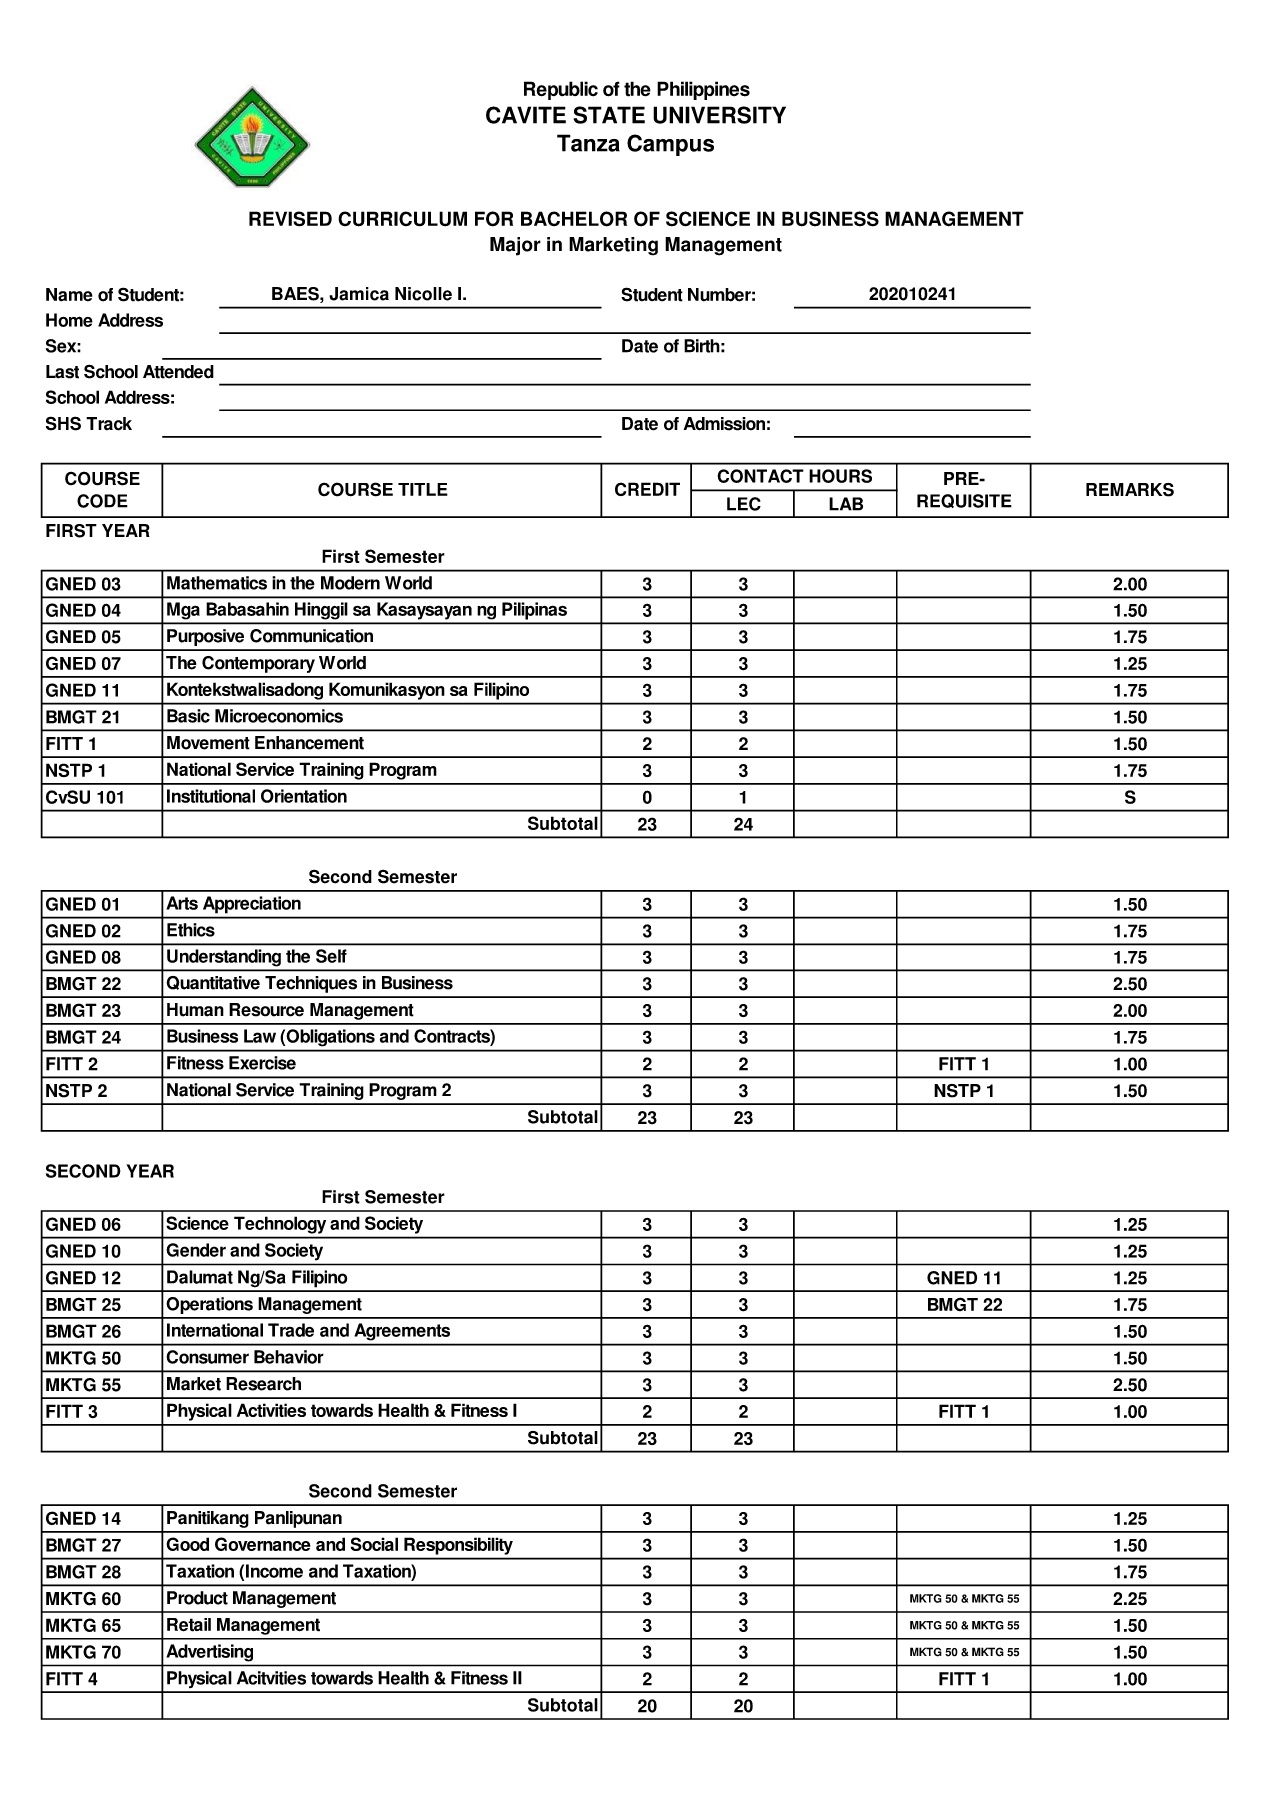 Republic of the Philippines
CAVITE STATE UNIVERSITY
Tanza Campus
CAVITE STATE UNIVERSITY
CAVITE PHILIPPINES
REVISED CURRICULUM FOR BACHELOR OF SCIENCE IN BUSINESS MANAGEMENT
Major in Marketing Management
Name of Student: BAES, Jamica Nicolle I. Student Number: 202010241
Home Address
Sex: Date of Birth:
Last School Attended
School Address:
SHS Track Date of Admission:
COURSE CODE COURSE TITLE CREDIT CONTACT HOURS LEC LAB PRE-REQUISITE REMARKS
FIRST YEAR
First Semester
GNED 03 Mathematics in the Modern World 3 3 2.00
GNED 04 Mga Babasahin Hinggil sa Kasaysayan ng Pilipinas 3 3 1.50
GNED 05 Purposive Communication 3 3 1.75
GNED 07 The Contemporary World 3 3 1.25
GNED 11 Kontekstwalisadong Komunikasyon sa Filipino 3 3 1.75
BMGT 21 Basic Microeconomics 3 3 1.50
FITT 1 Movement Enhancement 2 2 1.50
NSTP 1 National Service Training Program 3 3 1.75
CvSU 101 Institutional Orientation 0 1 S
Subtotal 23 24
Second Semester
GNED 01 Arts Appreciation 3 3 1.50
GNED 02 Ethics 3 3 1.75
GNED 08 Understanding the Self 3 3 1.75
BMGT 22 Quantitative Techniques in Business 3 3 2.50
BMGT 23 Human Resource Management 3 3 2.00
BMGT 24 Business Law (Obligations and Contracts) 3 3 1.75
FITT 2 Fitness Exercise 2 2 FITT 1 1.00
NSTP 2 National Service Training Program 2 3 3 NSTP 1 1.50
Subtotal 23 23
SECOND YEAR
First Semester
GNED 06 Science Technology and Society 3 3 1.25
GNED 10 Gender and Society 3 3 1.25
GNED 12 Dalumat Ng/Sa Filipino 3 3 GNED 11 1.25
BMGT 25 Operations Management 3 3 BMGT 22 1.75
BMGT 26 International Trade and Agreements 3 3 1.50
MKTG 50 Consumer Behavior 3 3 1.50
MKTG 55 Market Research 3 3 2.50
FITT 3 Physical Activities towards Health & Fitness I 2 2 FITT 1 1.00
Subtotal 23 23
Second Semester
GNED 14 Panitikang Panlipunan 3 3 1.25
BMGT 27 Good Governance and Social Responsibility 3 3 1.50
BMGT 28 Taxation (Income and Taxation) 3 3 1.75
MKTG 60 Product Management 3 3 MKTG 50 & MKTG 55 2.25
MKTG 65 Retail Management 3 3 MKTG 50 & MKTG 55 1.50
MKTG 70 Advertising 3 3 MKTG 50 & MKTG 55 1.50
FITT 4 Physical Acitvities towards Health & Fitness II 2 2 FITT 1 1.00
Subtotal 20 20